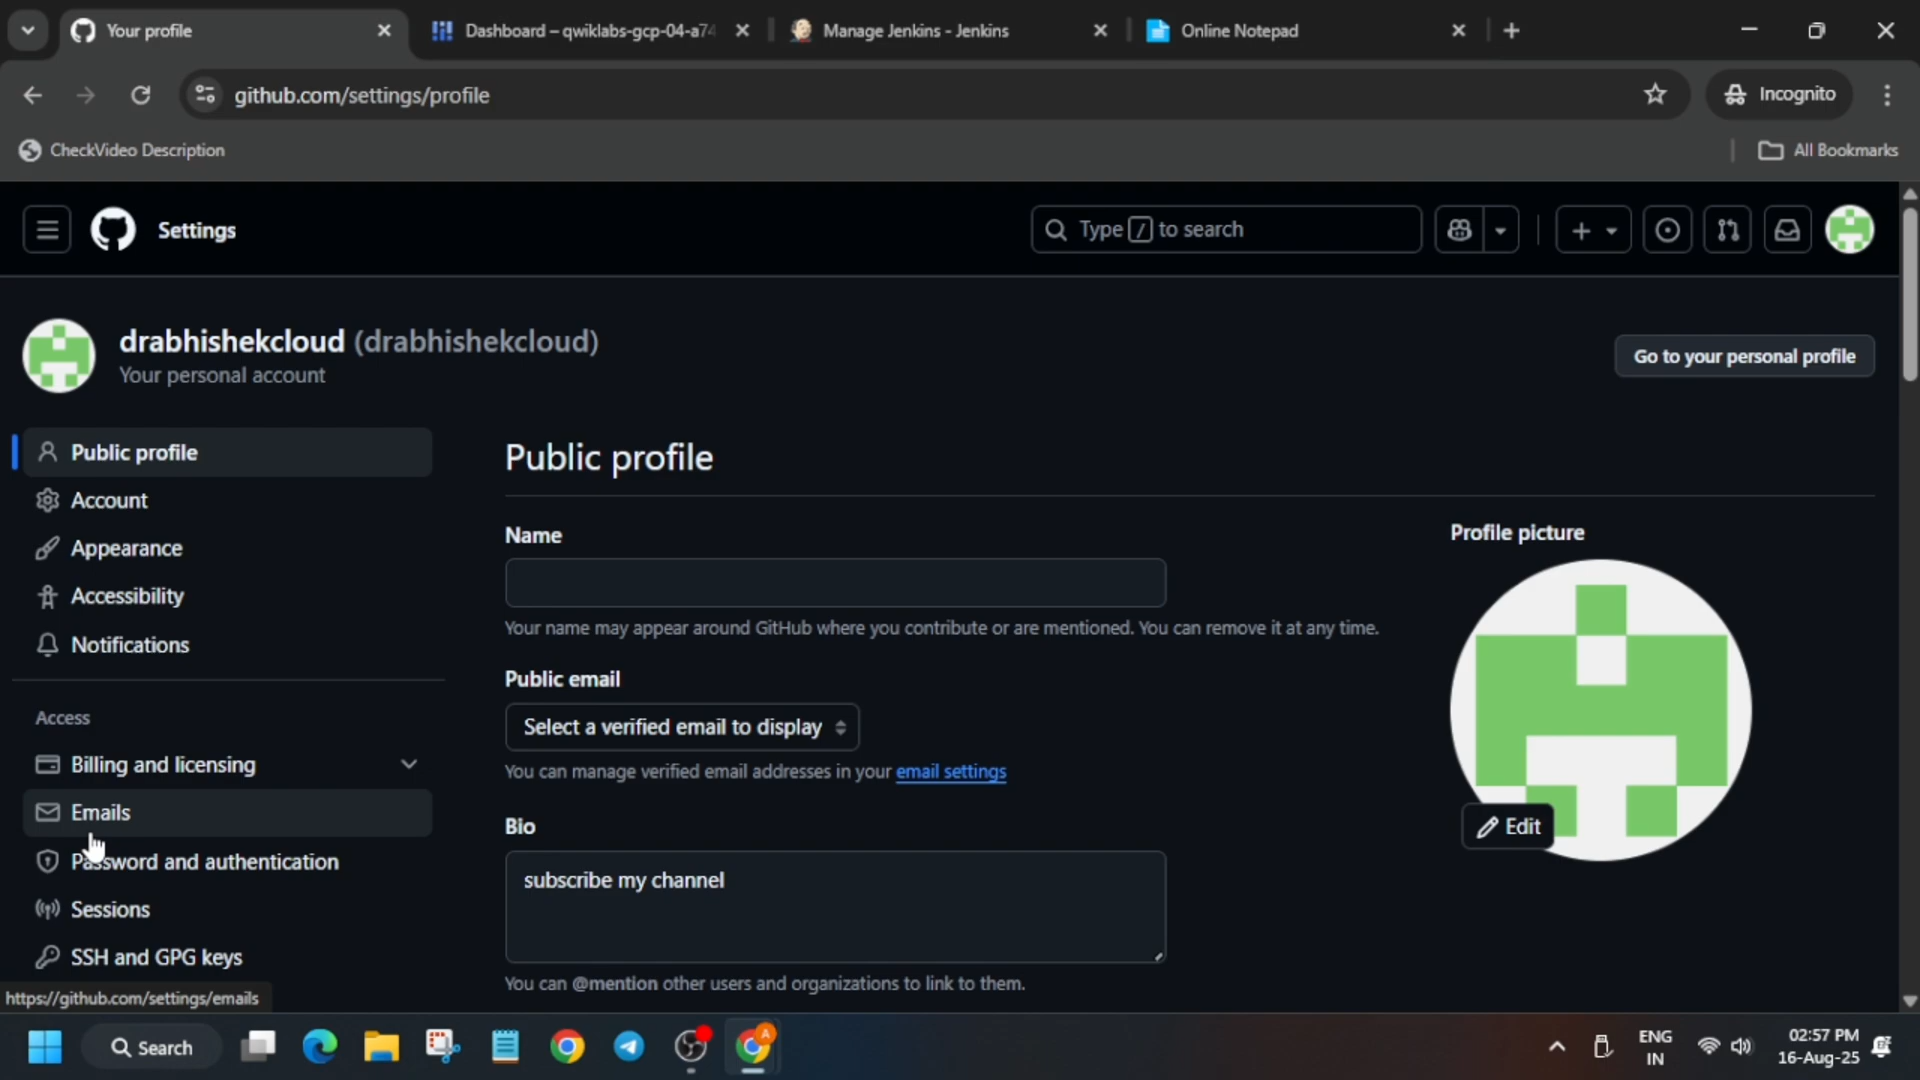 Your profile
Dashboard – qwiklabs-gcp-04-a74
Manage Jenkins - Jenkins
Online Notepad
github.com/settings/profile
Incognito
CheckVideo Description
All Bookmarks
Settings
Type / to search
drabhishekcloud (drabhishekcloud)
Your personal account
Go to your personal profile
Public profile
Account
Appearance
Accessibility
Notifications
Access
Billing and licensing
Emails
Password and authentication
Sessions
SSH and GPG keys
Public profile
Name
Your name may appear around GitHub where you contribute or are mentioned. You can remove it at any time.
Public email
Select a verified email to display
You can manage verified email addresses in your email settings
Bio
subscribe my channel
You can @mention other users and organizations to link to them.
Profile picture
Edit
https://github.com/settings/emails
Search
A
ENG
IN
02:57 PM
16-Aug-25